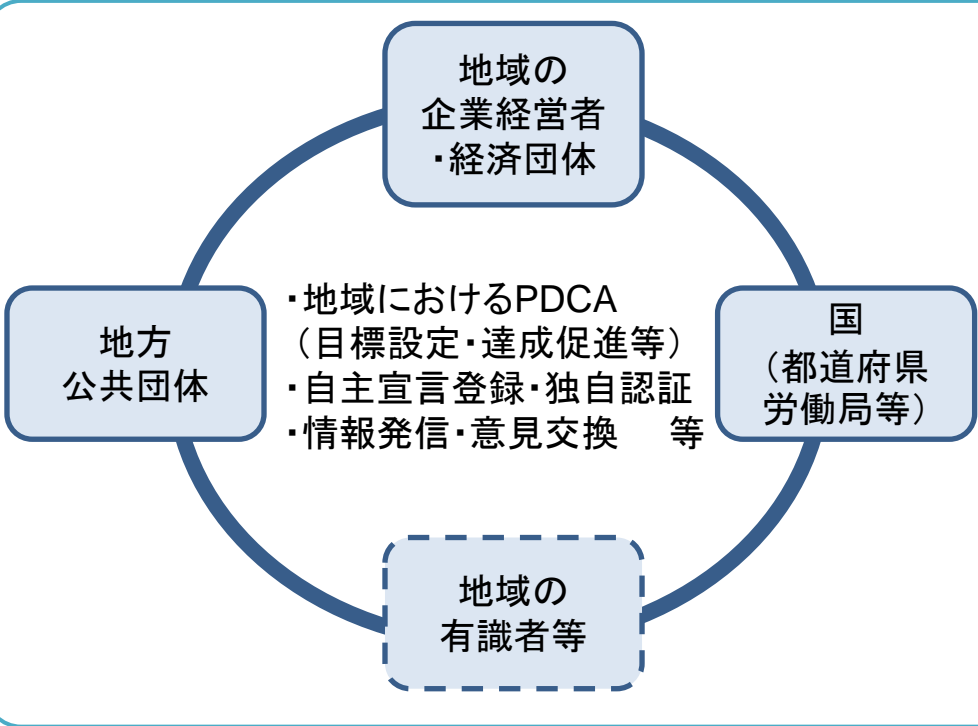 地域の
企業経営者
・経済団体
・地域におけるPDCA
（目標設定・達成促進等）
・自主宣言登録・独自認証
・情報発信・意見交換　等
地方
公共団体
国
（都道府県
労働局等）
地域の
有識者等